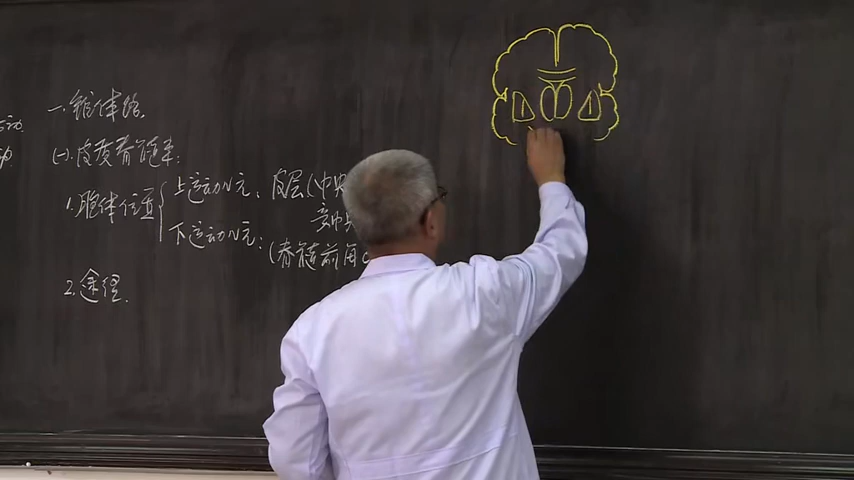 一.锥体路.
(一).皮质脊髓束:
1.胞体位置
上运动N元:皮层(中央
下运动N元:(脊髓前角
2.途径.